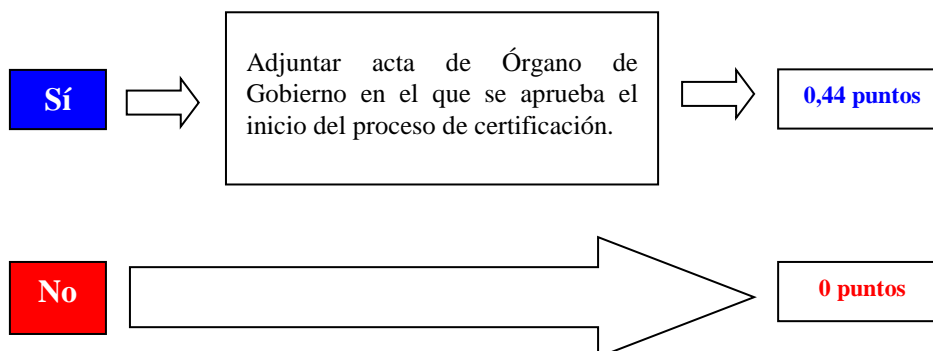 Sí
Adjuntar acta de Órgano de
Gobierno en el que se aprueba el
inicio del proceso de certificación.
0,44 puntos
No
0 puntos